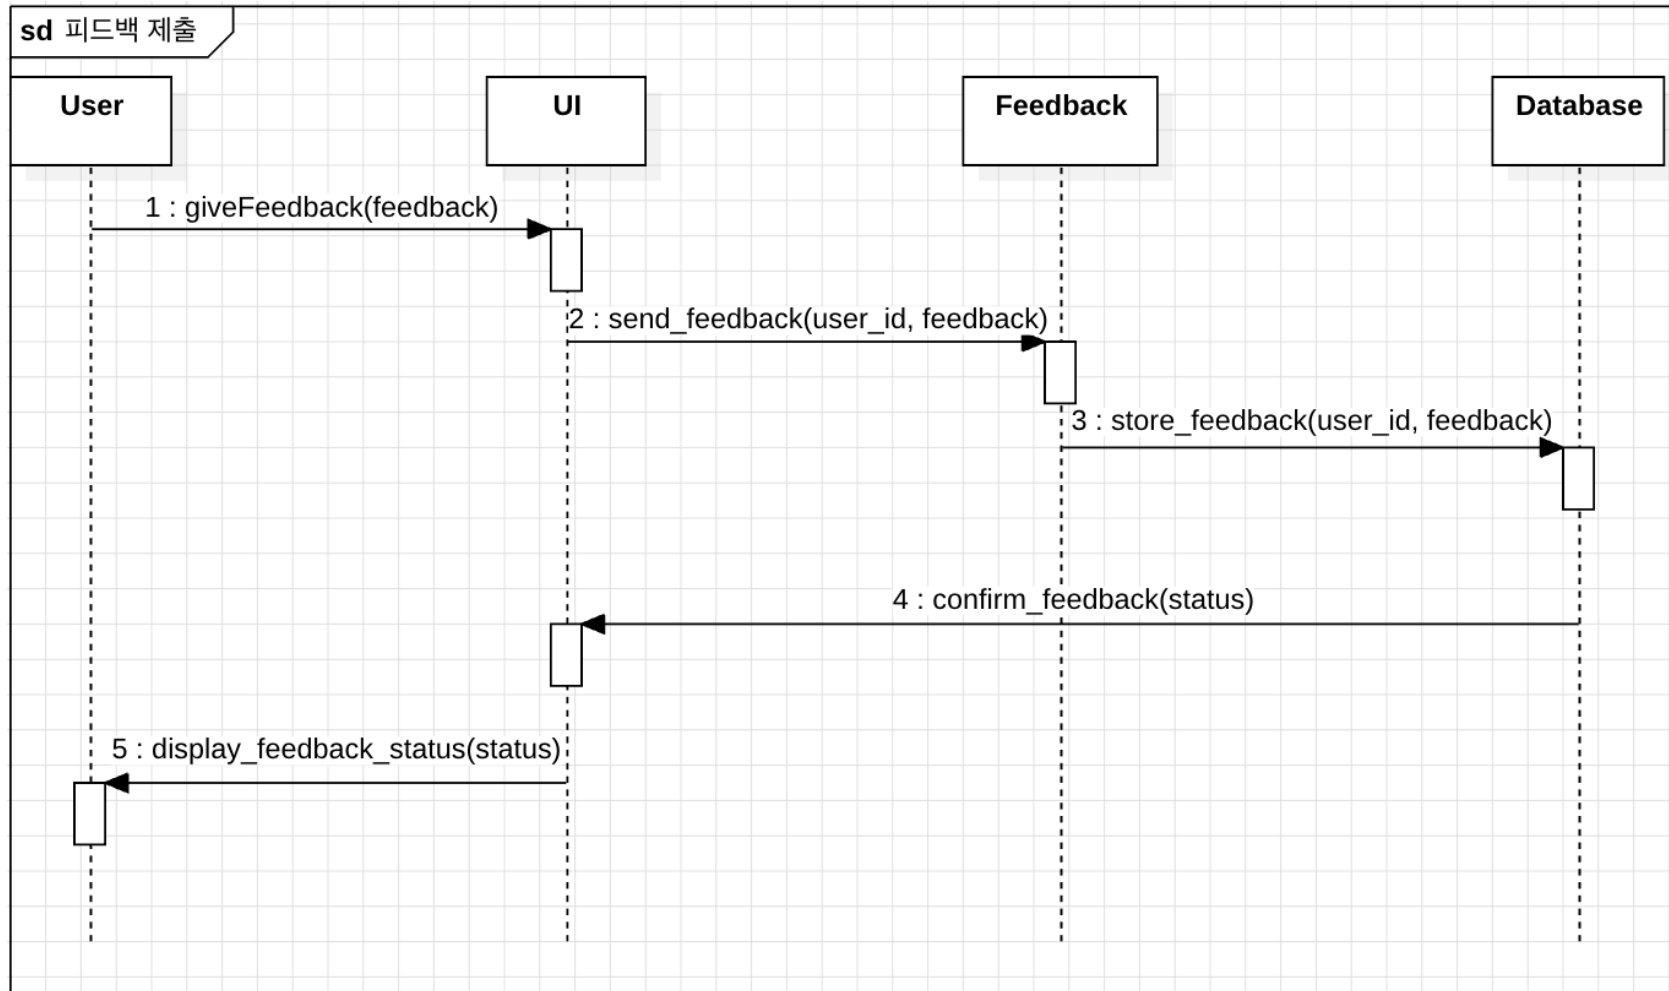 sd 피드백 제출
User
UI
Feedback
Database
1 : giveFeedback(feedback)
2 : send_feedback(user_id, feedback)
3 : store_feedback(user_id, feedback)
4 : confirm_feedback(status)
5 : display_feedback_status(status)